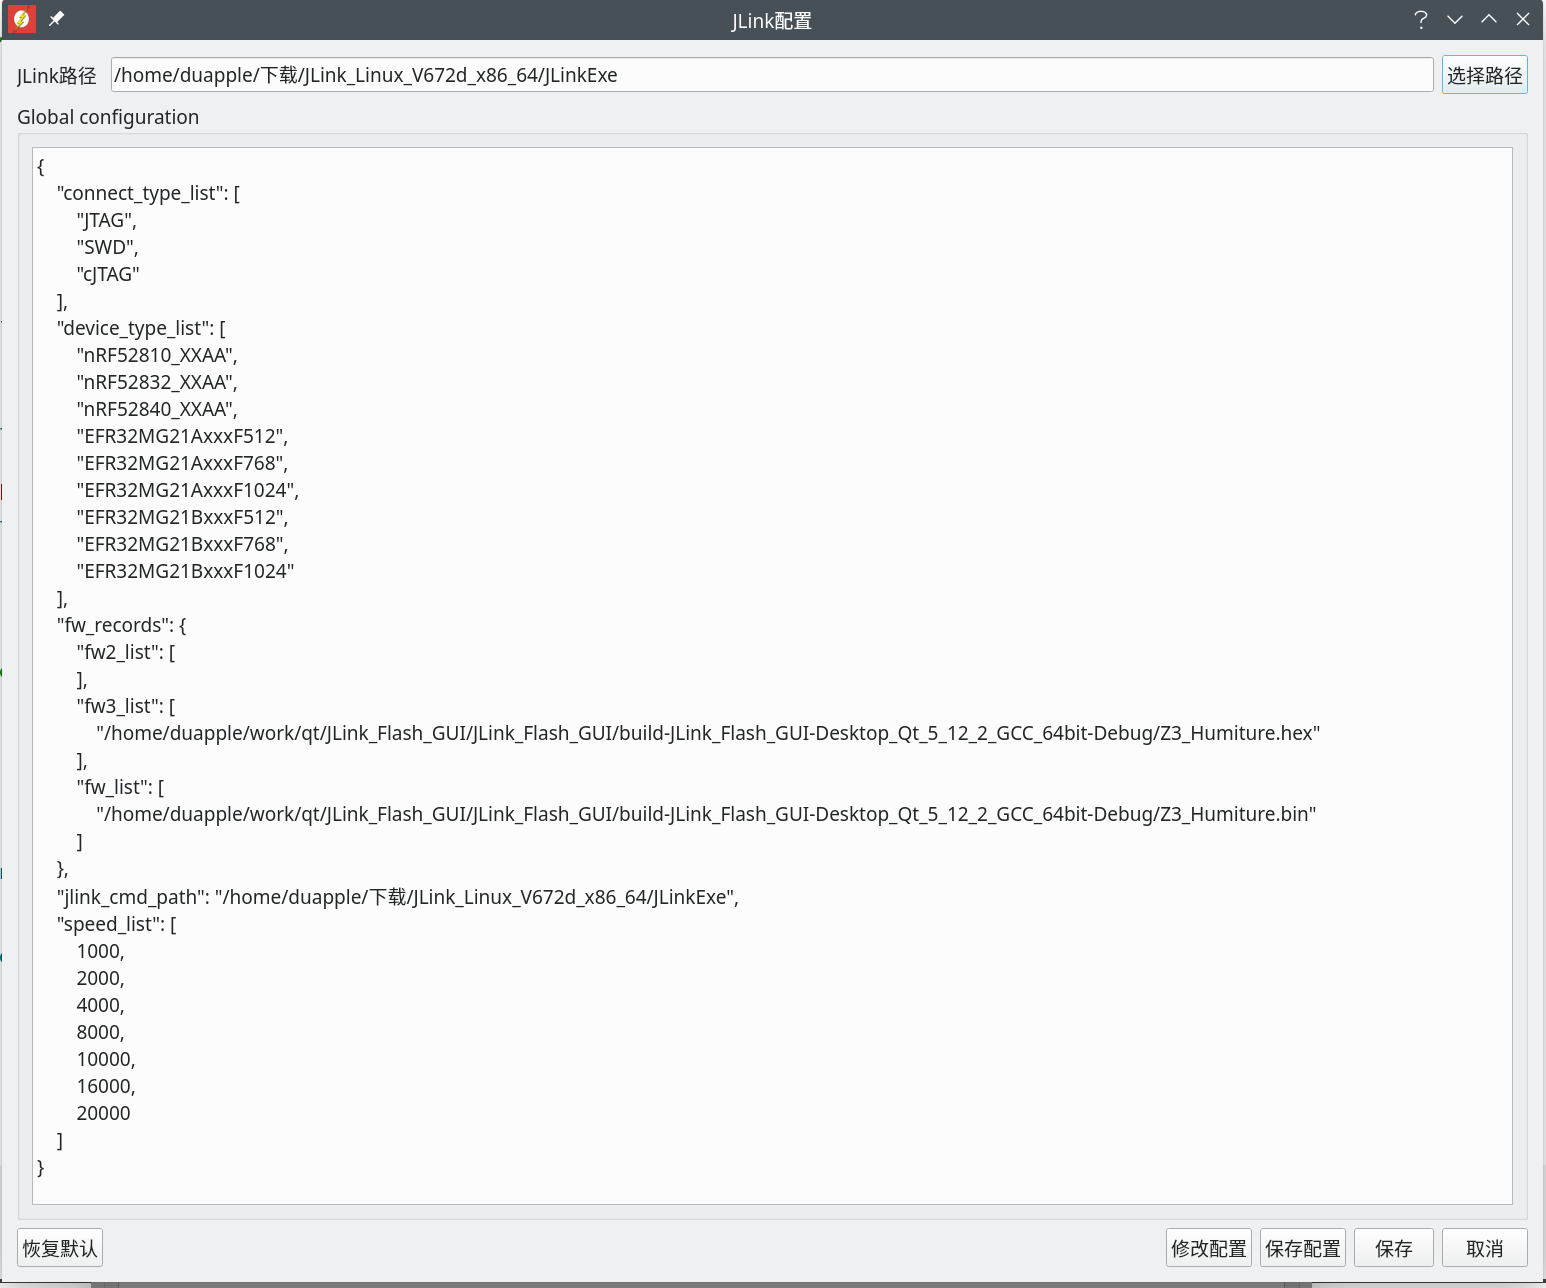 JLink配置
JLink路径 /home/duapple/下载/JLink_Linux_V672d_x86_64/JLinkExe 选择路径
Global configuration
{
    "connect_type_list": [
        "JTAG",
        "SWD",
        "cJTAG"
    ],
    "device_type_list": [
        "nRF52810_XXAA",
        "nRF52832_XXAA",
        "nRF52840_XXAA",
        "EFR32MG21AxxxF512",
        "EFR32MG21AxxxF768",
        "EFR32MG21AxxxF1024",
        "EFR32MG21BxxxF512",
        "EFR32MG21BxxxF768",
        "EFR32MG21BxxxF1024"
    ],
    "fw_records": {
        "fw2_list": [
        ],
        "fw3_list": [
            "/home/duapple/work/qt/JLink_Flash_GUI/JLink_Flash_GUI/build-JLink_Flash_GUI-Desktop_Qt_5_12_2_GCC_64bit-Debug/Z3_Humiture.hex"
        ],
        "fw_list": [
            "/home/duapple/work/qt/JLink_Flash_GUI/JLink_Flash_GUI/build-JLink_Flash_GUI-Desktop_Qt_5_12_2_GCC_64bit-Debug/Z3_Humiture.bin"
        ]
    },
    "jlink_cmd_path": "/home/duapple/下载/JLink_Linux_V672d_x86_64/JLinkExe",
    "speed_list": [
        1000,
        2000,
        4000,
        8000,
        10000,
        16000,
        20000
    ]
}
恢复默认 修改配置 保存配置 保存 取消